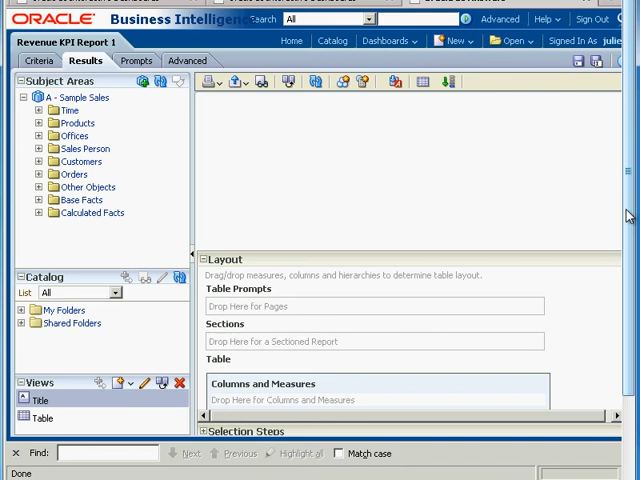 ORACLE Business Intelligence Search All Advanced Help Sign Out
Revenue KPI Report 1 Home Catalog Dashboards New Open Signed In As julie
Criteria Results Prompts Advanced
Subject Areas
A - Sample Sales
Time
Products
Offices
Sales Person
Customers
Orders
Other Objects
Base Facts
Calculated Facts
Layout
Drag/drop measures, columns and hierarchies to determine table layout.
Table Prompts
Drop Here for Pages
Sections
Drop Here for a Sectioned Report
Table
Columns and Measures
Drop Here for Columns and Measures
Selection Steps
Catalog
List All
My Folders
Shared Folders
Views
Title
Table
Find: Next Previous Highlight all Match case
Done